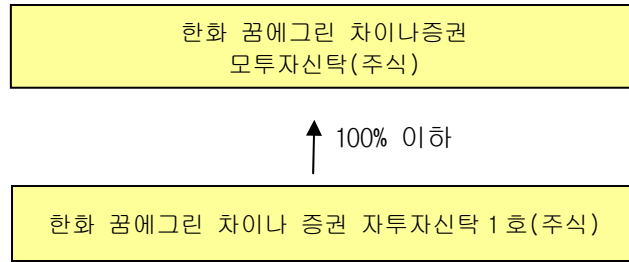 한화 꿈에그린 차이나증권
모투자신탁(주식)
100% 이하
한화 꿈에그린 차이나 증권 자투자신탁 1 호(주식)